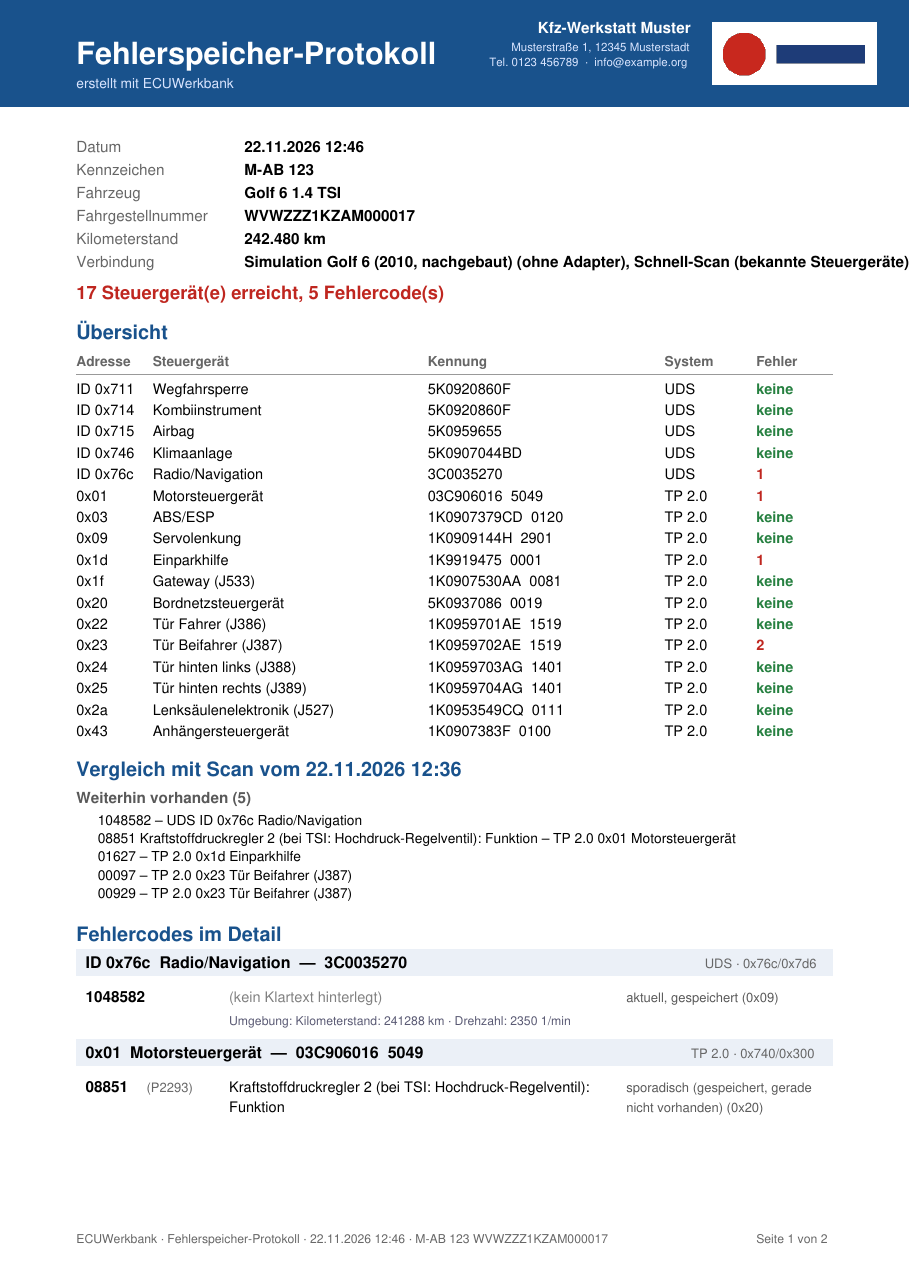 Fehlerspeicher-Protokoll
erstellt mit ECUWerkbank
Kfz-Werkstatt Muster
Musterstraße 1, 12345 Musterstadt
Tel. 0123 456789 · info@example.org
Datum 22.11.2026 12:46
Kennzeichen M-AB 123
Fahrzeug Golf 6 1.4 TSI
Fahrgestellnummer WVWZZZ1KZAM000017
Kilometerstand 242.480 km
Verbindung Simulation Golf 6 (2010, nachgebaut) (ohne Adapter), Schnell-Scan (bekannte Steuergeräte)
17 Steuergerät(e) erreicht, 5 Fehlercode(s)
Übersicht
Adresse Steuergerät Kennung System Fehler
ID 0x711 Wegfahrsperre 5K0920860F UDS keine
ID 0x714 Kombiinstrument 5K0920860F UDS keine
ID 0x715 Airbag 5K0959655 UDS keine
ID 0x746 Klimaanlage 5K0907044BD UDS keine
ID 0x76c Radio/Navigation 3C0035270 UDS 1
0x01 Motorsteuergerät 03C906016 5049 TP 2.0 1
0x03 ABS/ESP 1K0907379CD 0120 TP 2.0 keine
0x09 Servolenkung 1K0909144H 2901 TP 2.0 keine
0x1d Einparkhilfe 1K9919475 0001 TP 2.0 1
0x1f Gateway (J533) 1K0907530AA 0081 TP 2.0 keine
0x20 Bordnetzsteuergerät 5K0937086 0019 TP 2.0 keine
0x22 Tür Fahrer (J386) 1K0959701AE 1519 TP 2.0 keine
0x23 Tür Beifahrer (J387) 1K0959702AE 1519 TP 2.0 2
0x24 Tür hinten links (J388) 1K0959703AG 1401 TP 2.0 keine
0x25 Tür hinten rechts (J389) 1K0959704AG 1401 TP 2.0 keine
0x2a Lenksäulenelektronik (J527) 1K0953549CQ 0111 TP 2.0 keine
0x43 Anhängersteuergerät 1K0907383F 0100 TP 2.0 keine
Vergleich mit Scan vom 22.11.2026 12:36
Weiterhin vorhanden (5)
1048582 – UDS ID 0x76c Radio/Navigation
08851 Kraftstoffdruckregler 2 (bei TSI: Hochdruck-Regelventil): Funktion – TP 2.0 0x01 Motorsteuergerät
01627 – TP 2.0 0x1d Einparkhilfe
00097 – TP 2.0 0x23 Tür Beifahrer (J387)
00929 – TP 2.0 0x23 Tür Beifahrer (J387)
Fehlercodes im Detail
ID 0x76c Radio/Navigation — 3C0035270 UDS · 0x76c/0x7d6
1048582 (kein Klartext hinterlegt) aktuell, gespeichert (0x09)
Umgebung: Kilometerstand: 241288 km · Drehzahl: 2350 1/min
0x01 Motorsteuergerät — 03C906016 5049 TP 2.0 · 0x740/0x300
08851 (P2293) Kraftstoffdruckregler 2 (bei TSI: Hochdruck-Regelventil): sporadisch (gespeichert, gerade
Funktion nicht vorhanden) (0x20)
ECUWerkbank · Fehlerspeicher-Protokoll · 22.11.2026 12:46 · M-AB 123 WVWZZZ1KZAM000017 Seite 1 von 2